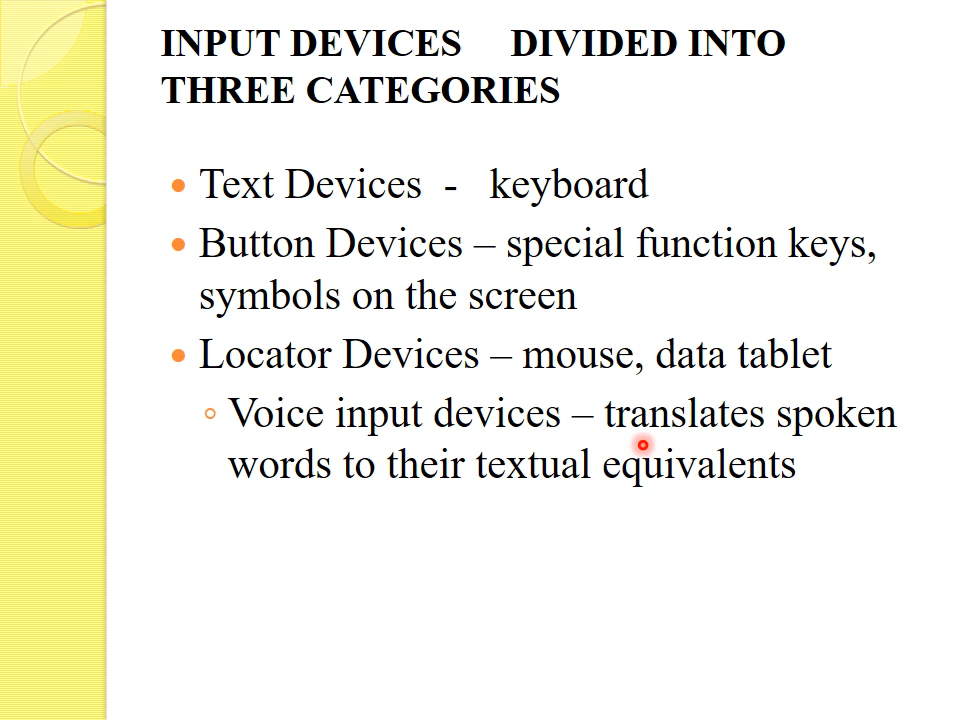 INPUT DEVICES DIVIDED INTO
THREE CATEGORIES
Text Devices - keyboard
Button Devices – special function keys,
symbols on the screen
Locator Devices – mouse, data tablet
Voice input devices – translates spoken
words to their textual equivalents